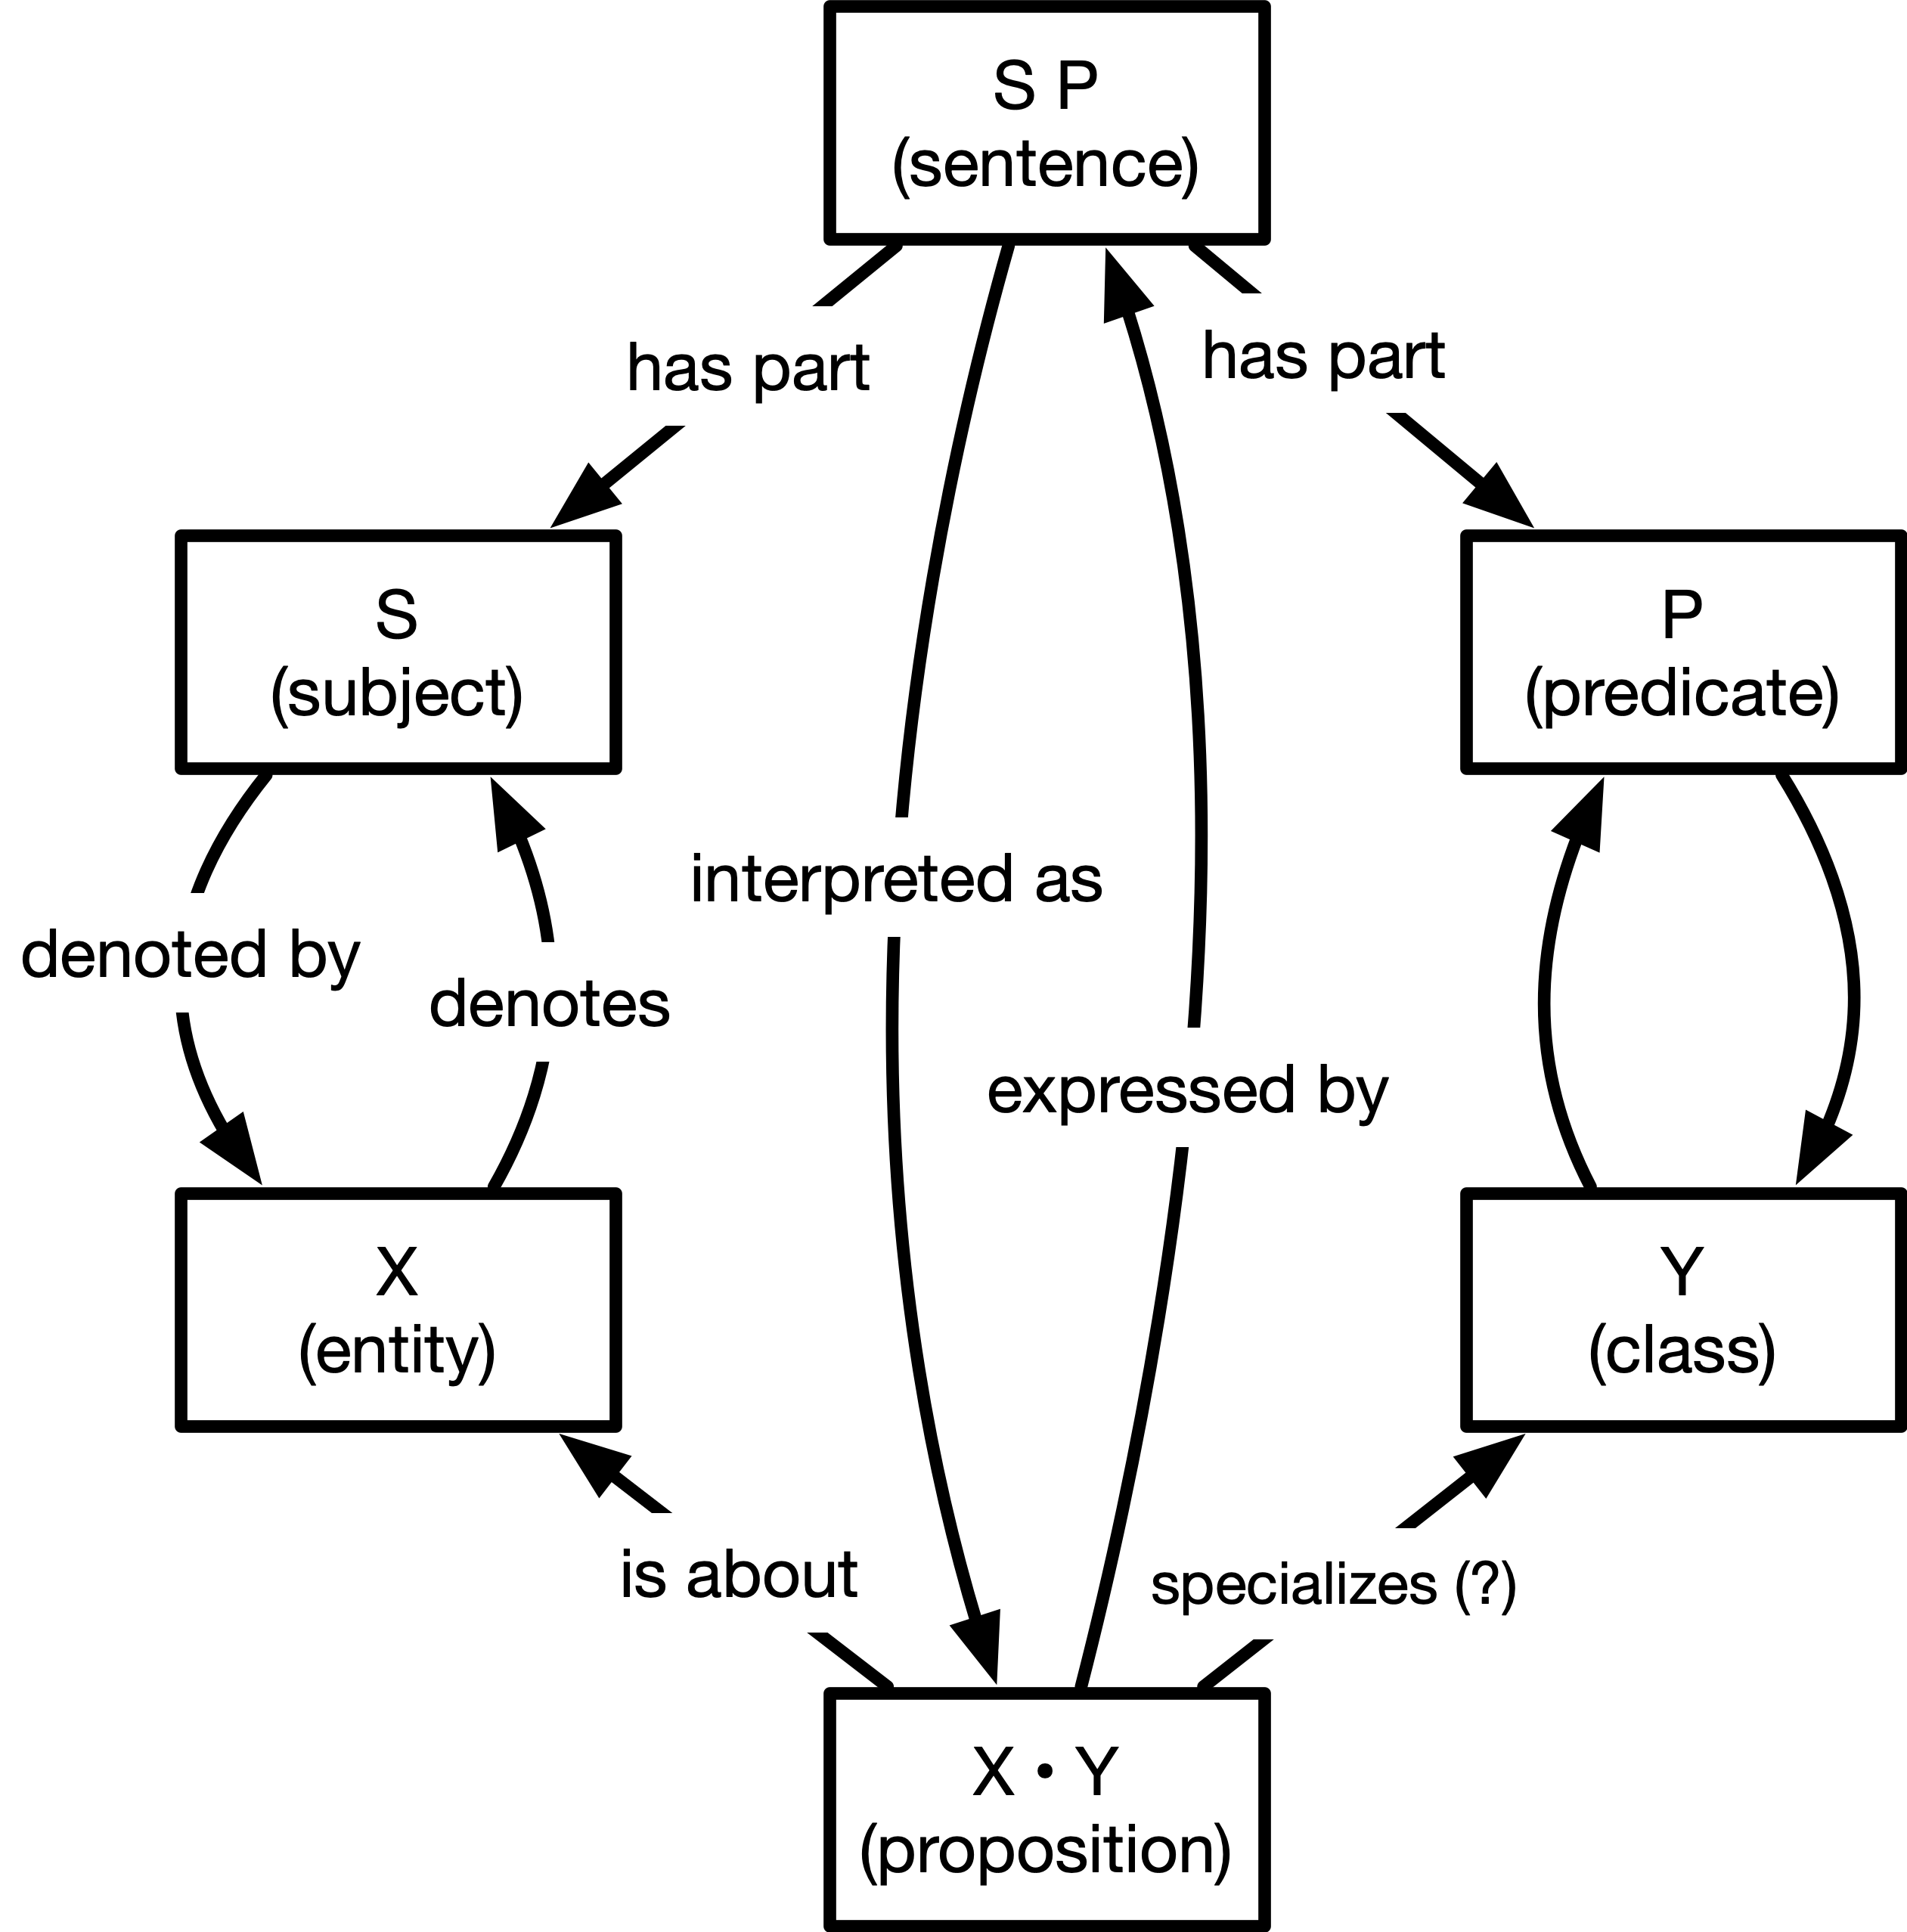 S P
(sentence)
has part
has part
S
(subject)
P
(predicate)
interpreted as
denoted by
denotes
expressed by
X
(entity)
Y
(class)
is about
specializes (?)
X • Y
(proposition)